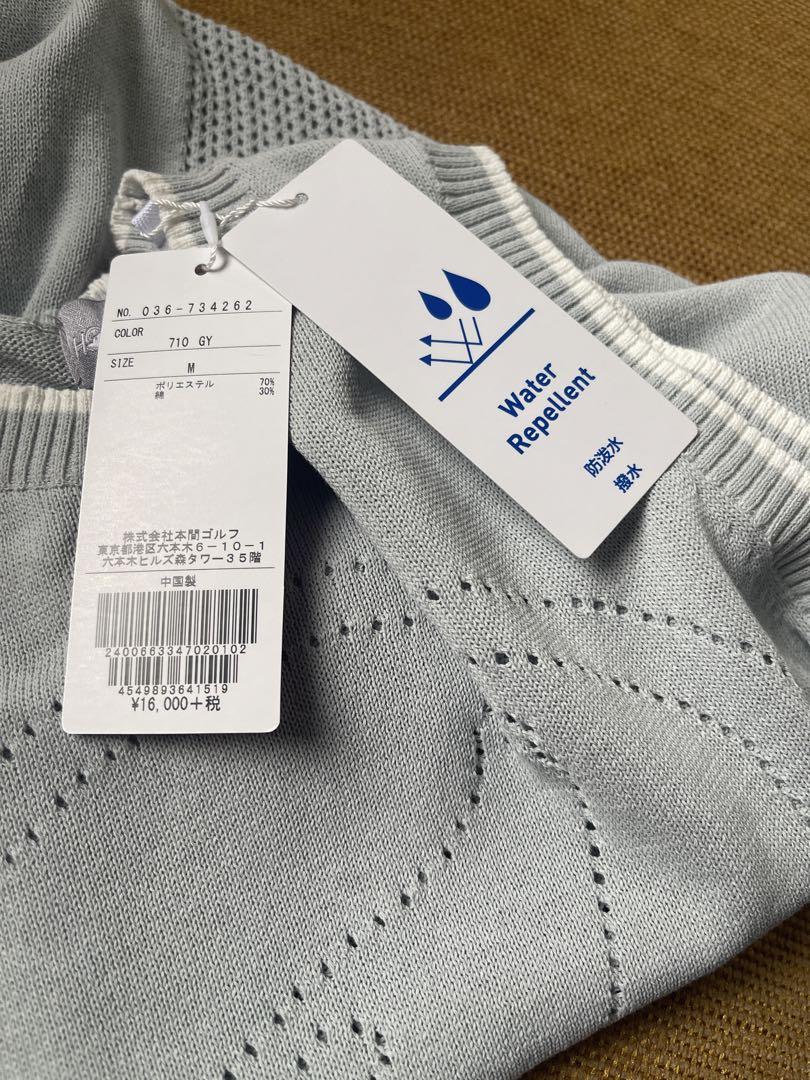 NO. 036-734262
COLOR
710 GY
SIZE
M
ポリエステル 70%
綿 30%
株式会社本間ゴルフ
東京都港区六本木6-10-1
六本木ヒルズ森タワー35階
中国製
2400663347020102
4549893641519
¥16,000+税
Water
Repellent
防泼水
撥水